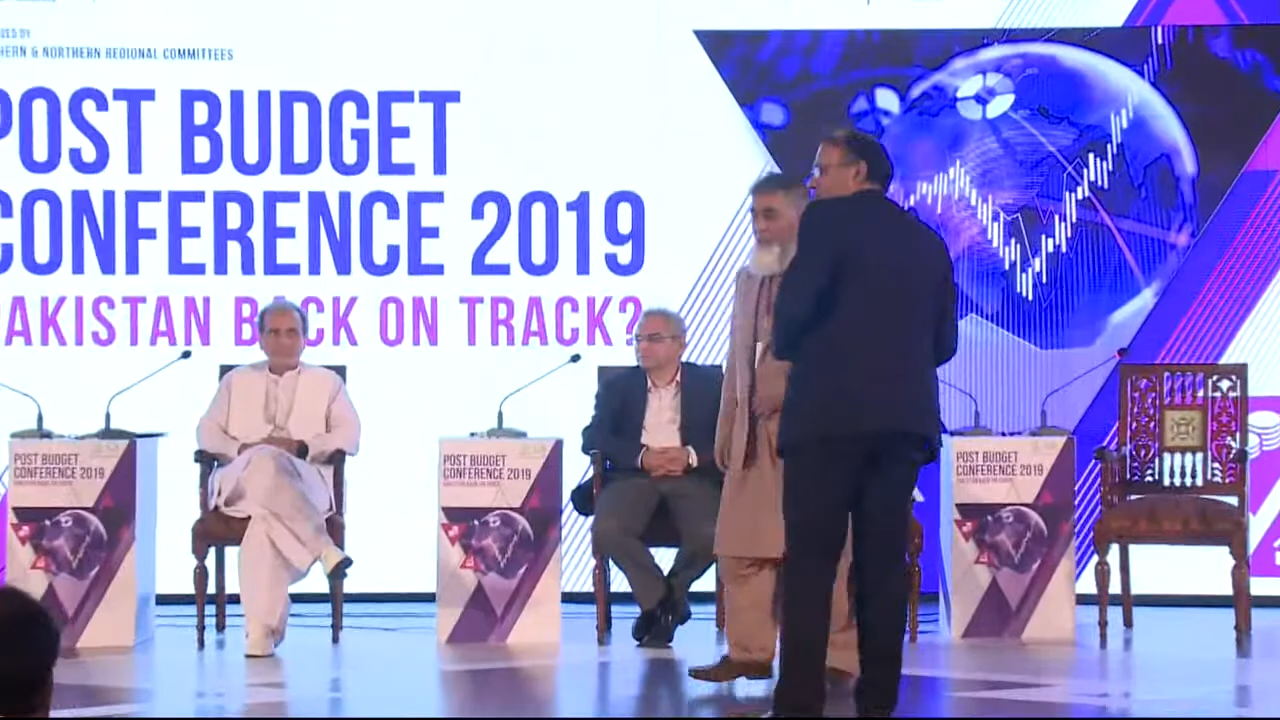 HERN & NORTHERN REGIONAL COMMITTEES
POST BUDGET
CONFERENCE 2019
PAKISTAN BACK ON TRACK?
POST BUDGET
CONFERENCE 2019
POST BUDGET
CONFERENCE 2019
POST BUDGET
CONFERENCE 2019